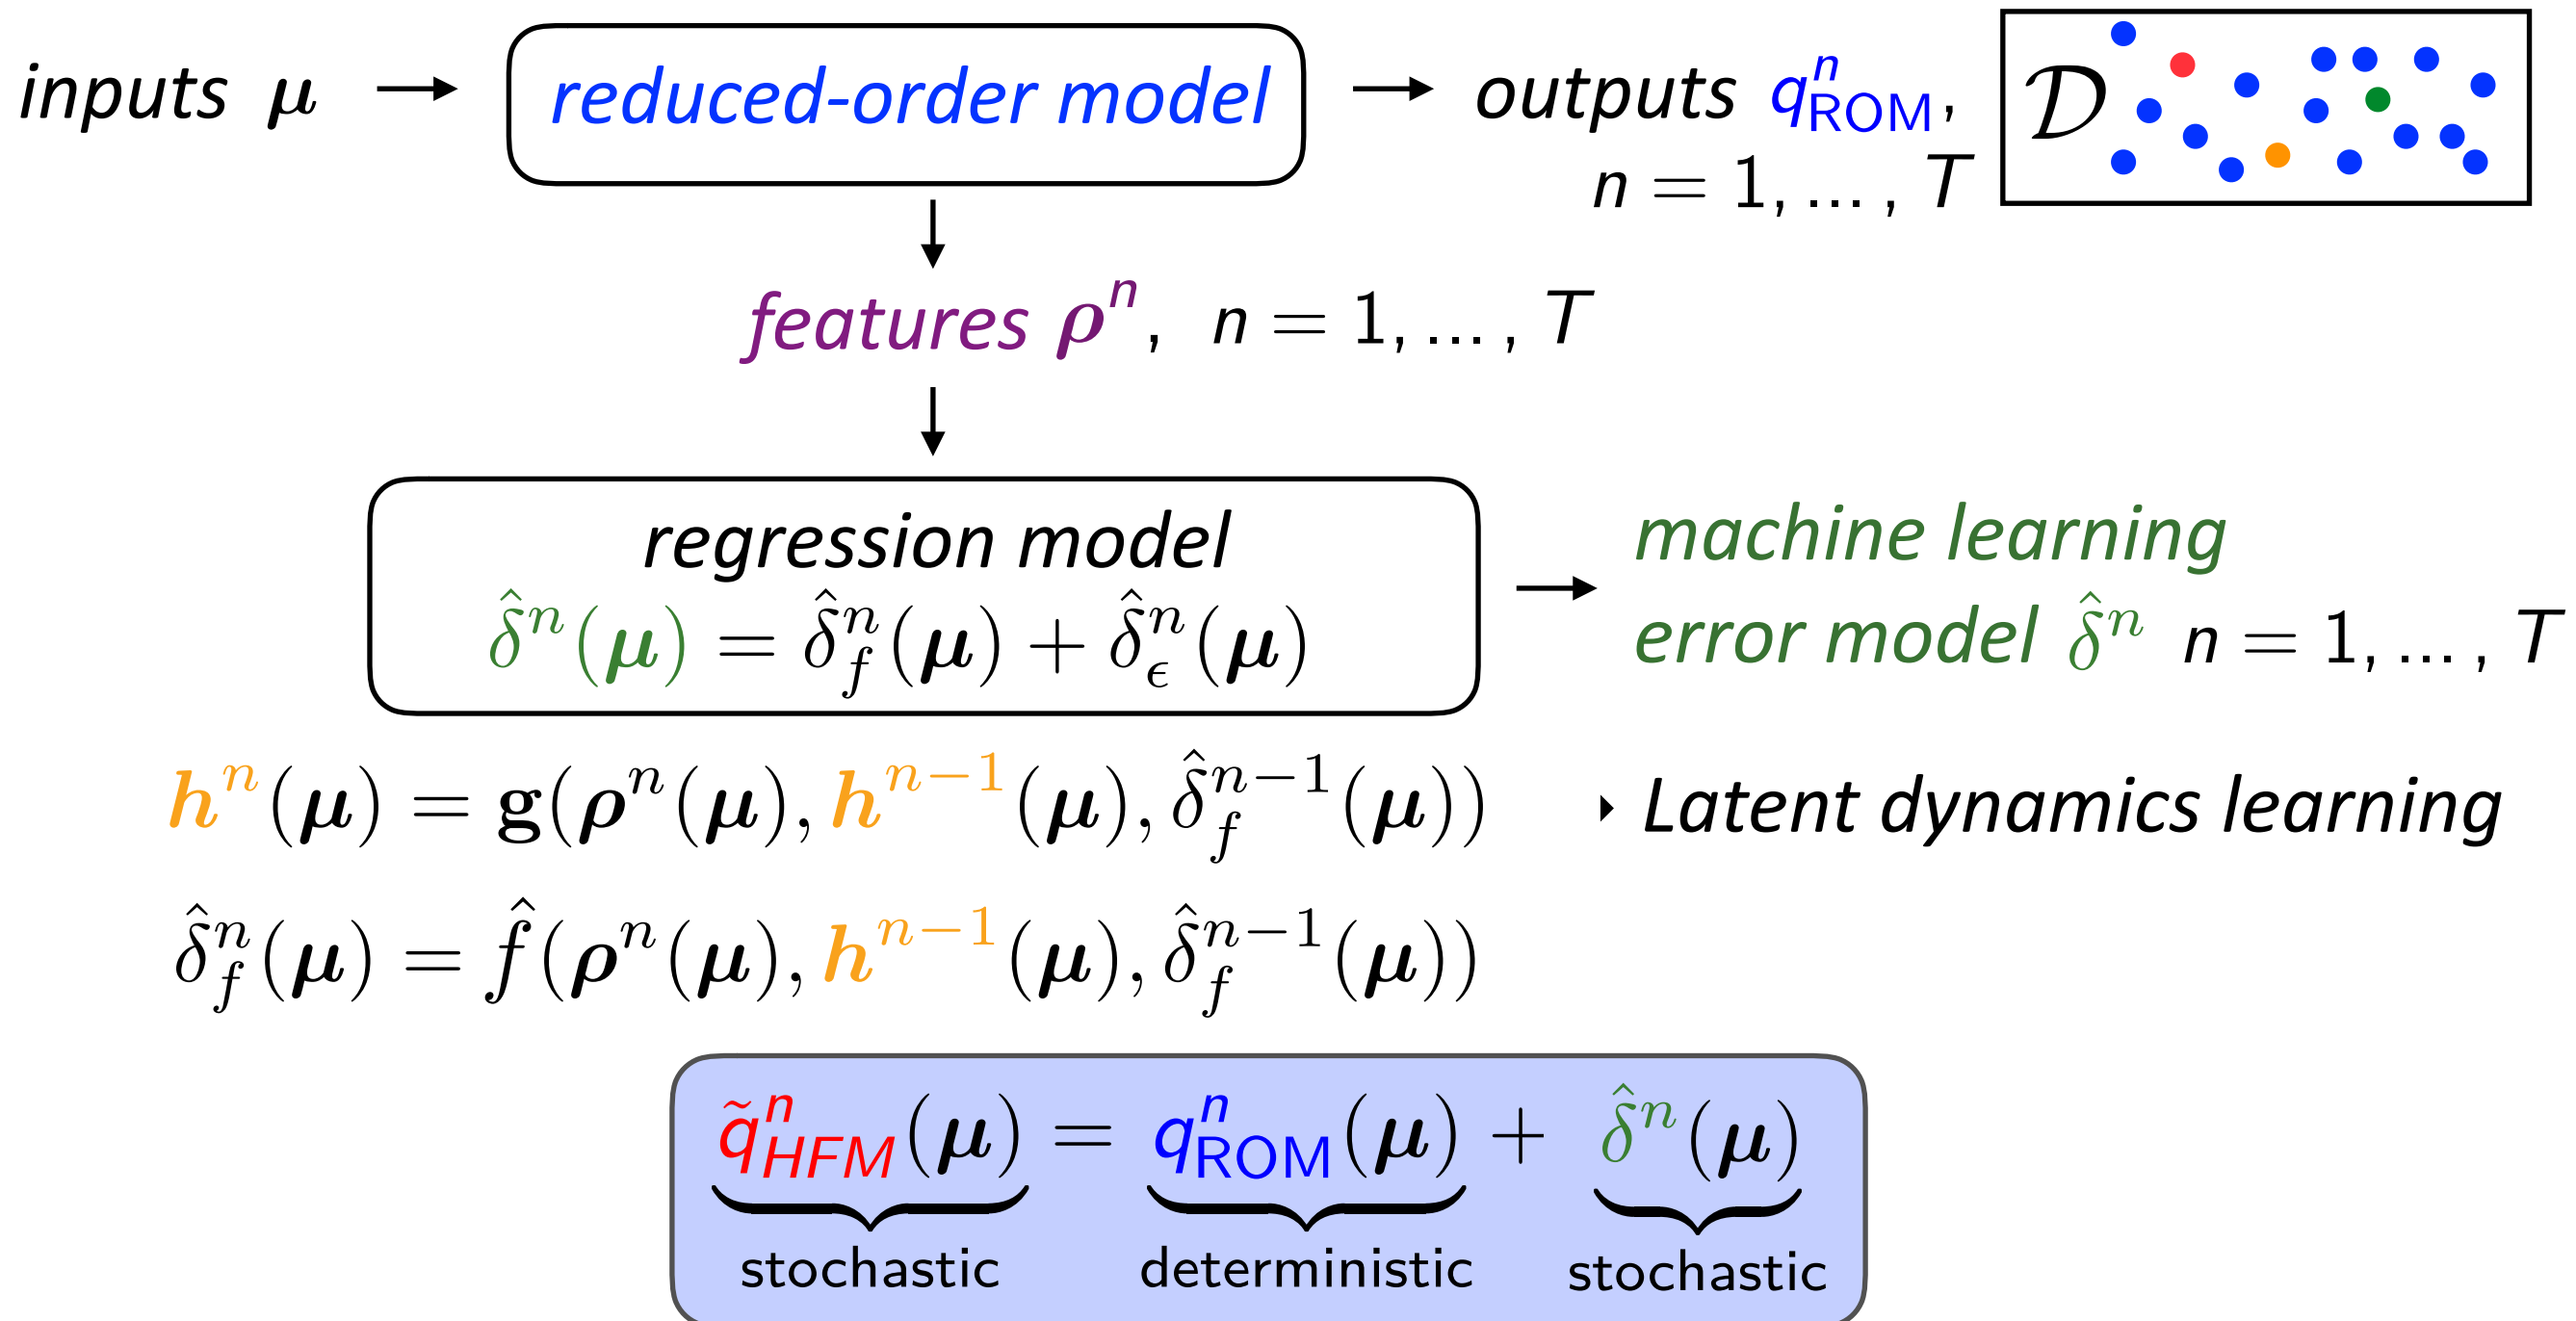 inputs μ → reduced-order model → outputs q^n_ROM, 𝒟
n = 1, ... , T
features ρ^n, n = 1, ... , T
regression model
δ̂^n(μ) = δ̂^n_f(μ) + δ̂^n_ϵ(μ)
machine learning
error model δ̂^n n = 1, ... , T
h^n(μ) = g(ρ^n(μ), h^{n−1}(μ), δ̂^{n−1}_f(μ))
‣ Latent dynamics learning
δ̂^n_f(μ) = f̂(ρ^n(μ), h^{n−1}(μ), δ̂^{n−1}_f(μ))
q̃^n_HFM(μ) = q^n_ROM(μ) + δ̂^n(μ)
stochastic deterministic stochastic